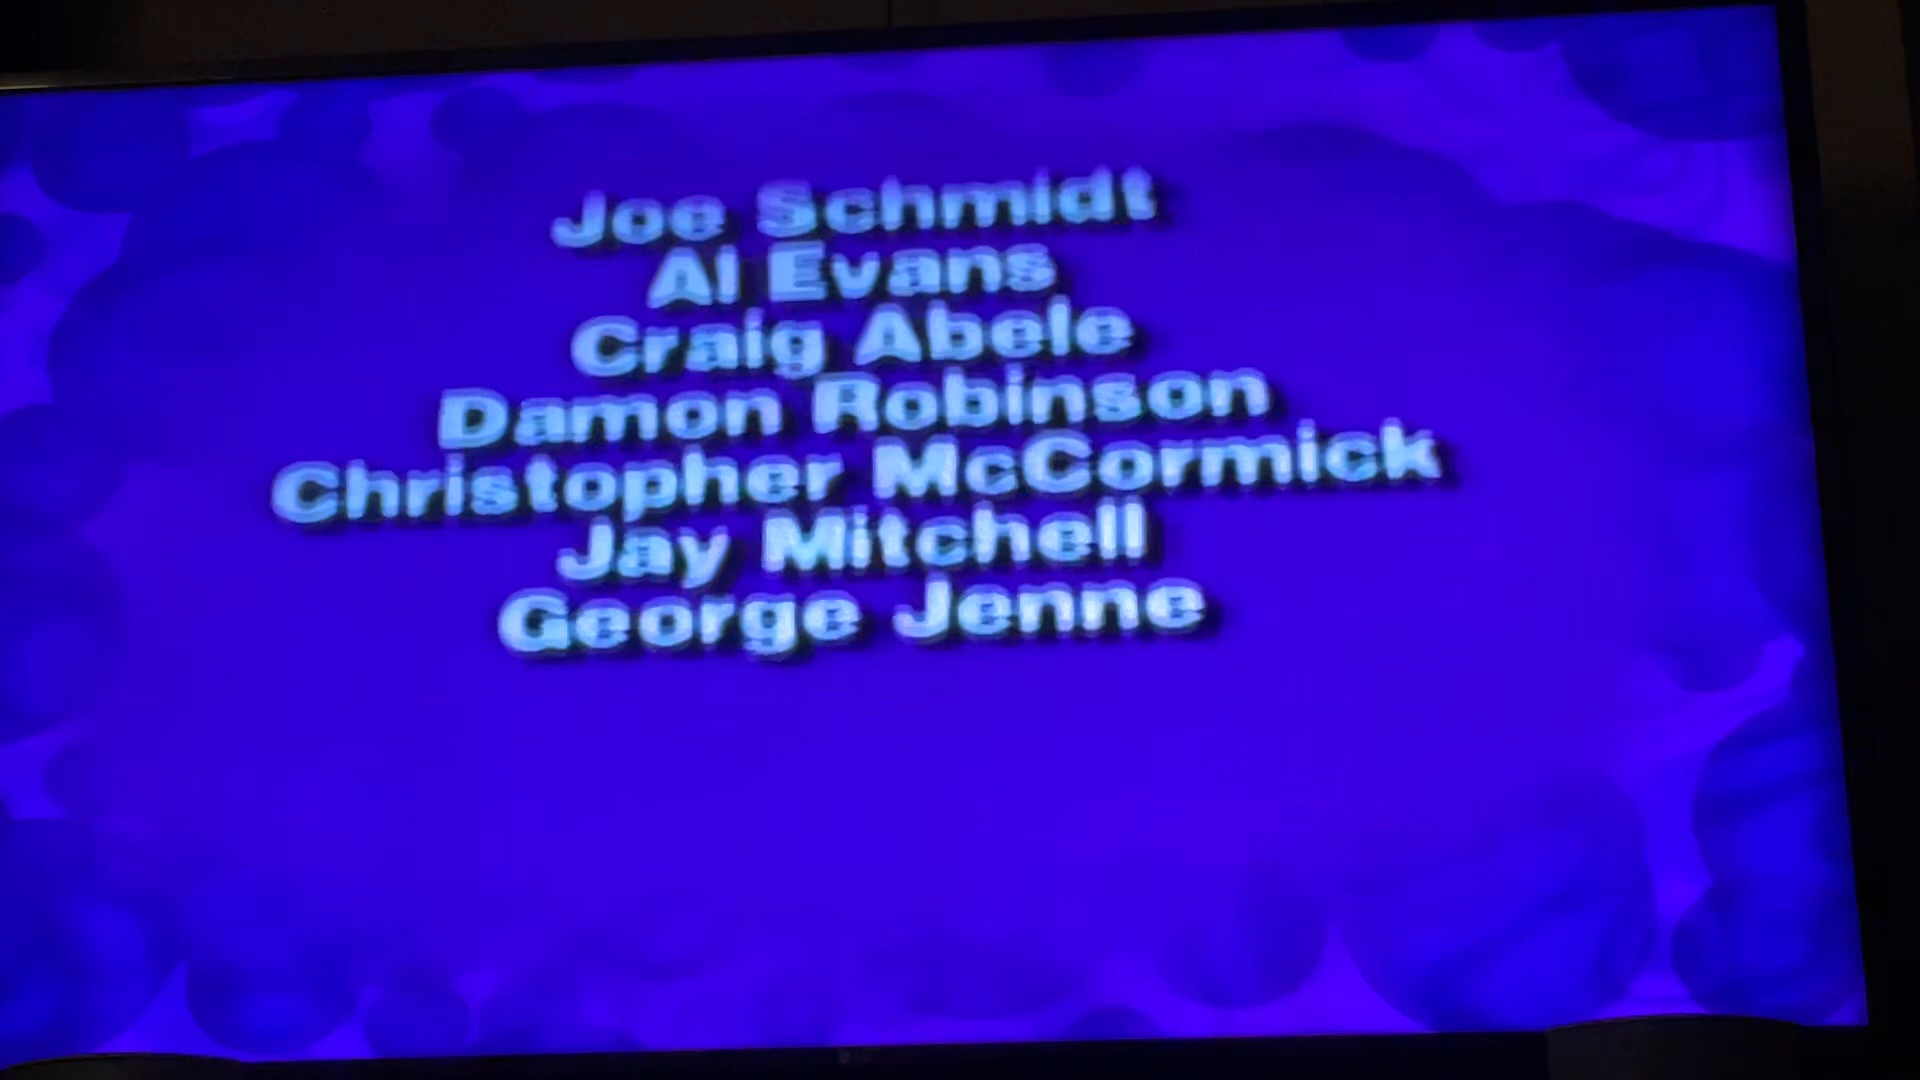 Joe Schmidt
Al Evans
Craig Abele
Damon Robinson
Christopher McCormick
Jay Mitchell
George Jenne